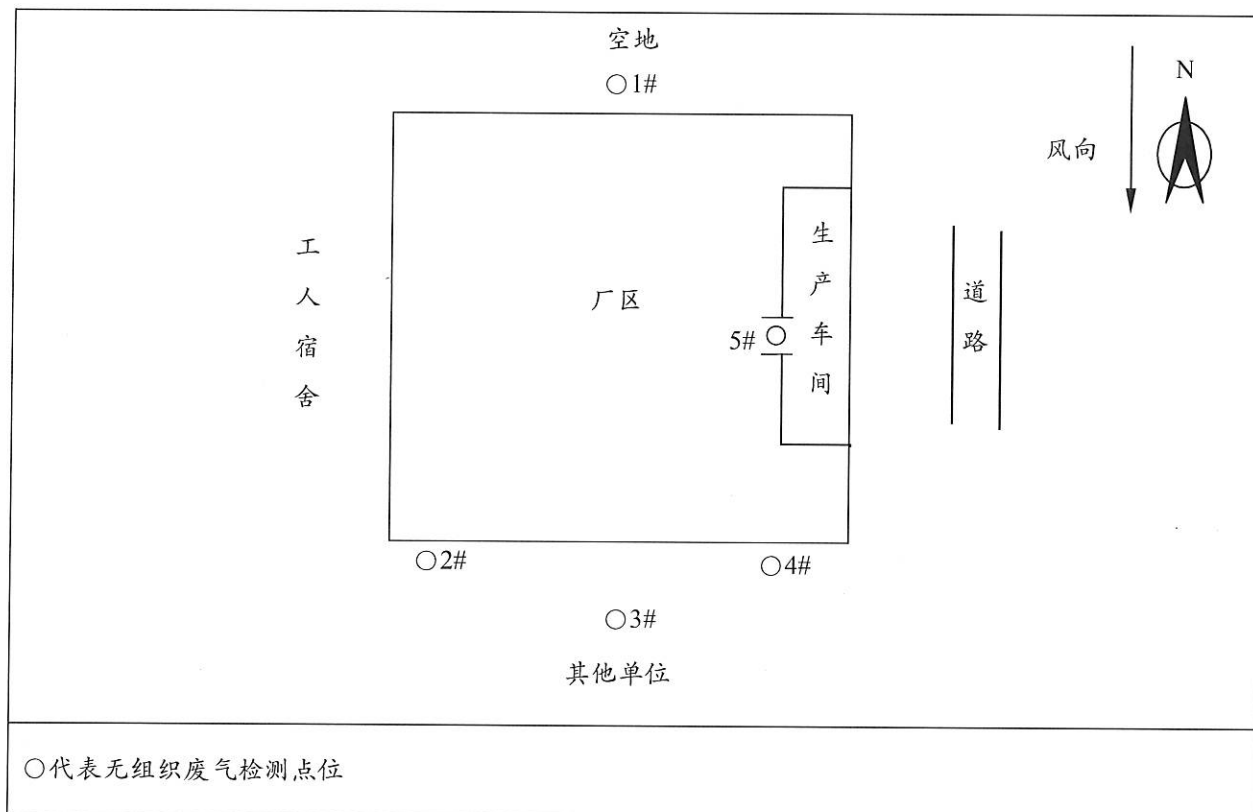 空地
○1#
N
风向
工人宿舍
厂区
生产车间
5#○
道路
○2#
○4#
○3#
其他单位
○代表无组织废气检测点位